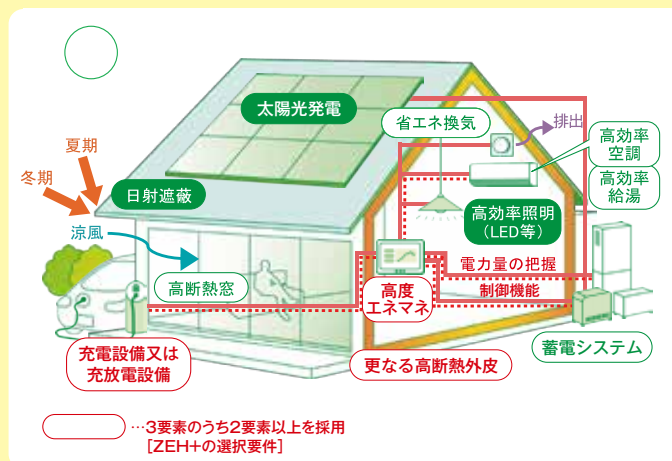 太陽光発電
省エネ換気
排出
高効率
空調
高効率
給湯
夏期
冬期
日射遮蔽
高効率照明
(LED等)
涼風
高断熱窓
電力量の把握
高度
エネマネ
制御機能
充電設備又は
充放電設備
更なる高断熱外皮
蓄電システム
…3要素のうち2要素以上を採用
[ZEH+の選択要件]